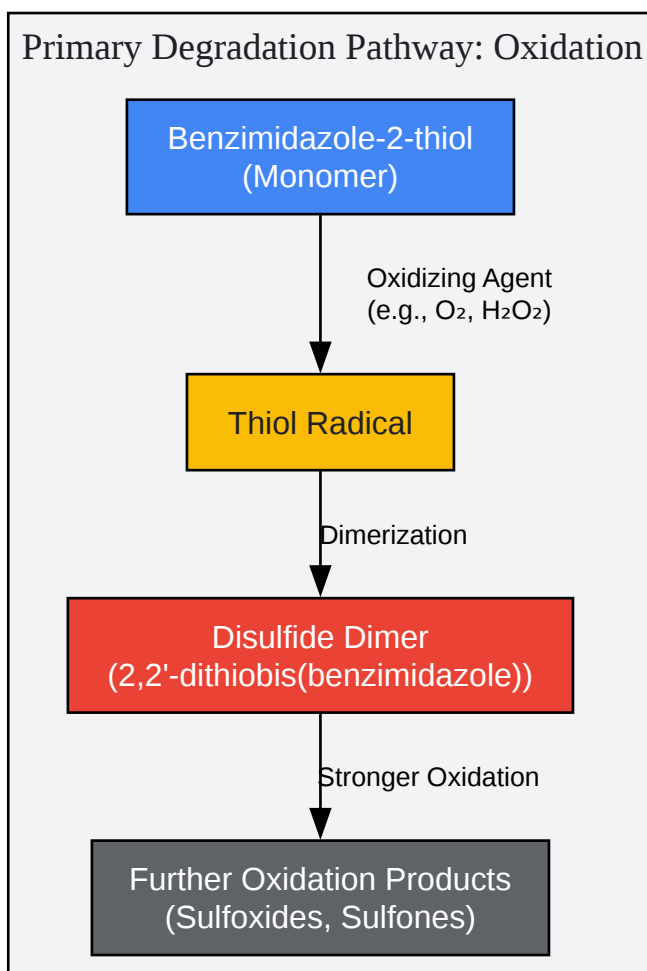 Primary Degradation Pathway: Oxidation
Benzimidazole-2-thiol
(Monomer)
Oxidizing Agent
(e.g., O₂, H₂O₂)
Thiol Radical
Dimerization
Disulfide Dimer
(2,2'-dithiobis(benzimidazole))
Stronger Oxidation
Further Oxidation Products
(Sulfoxides, Sulfones)